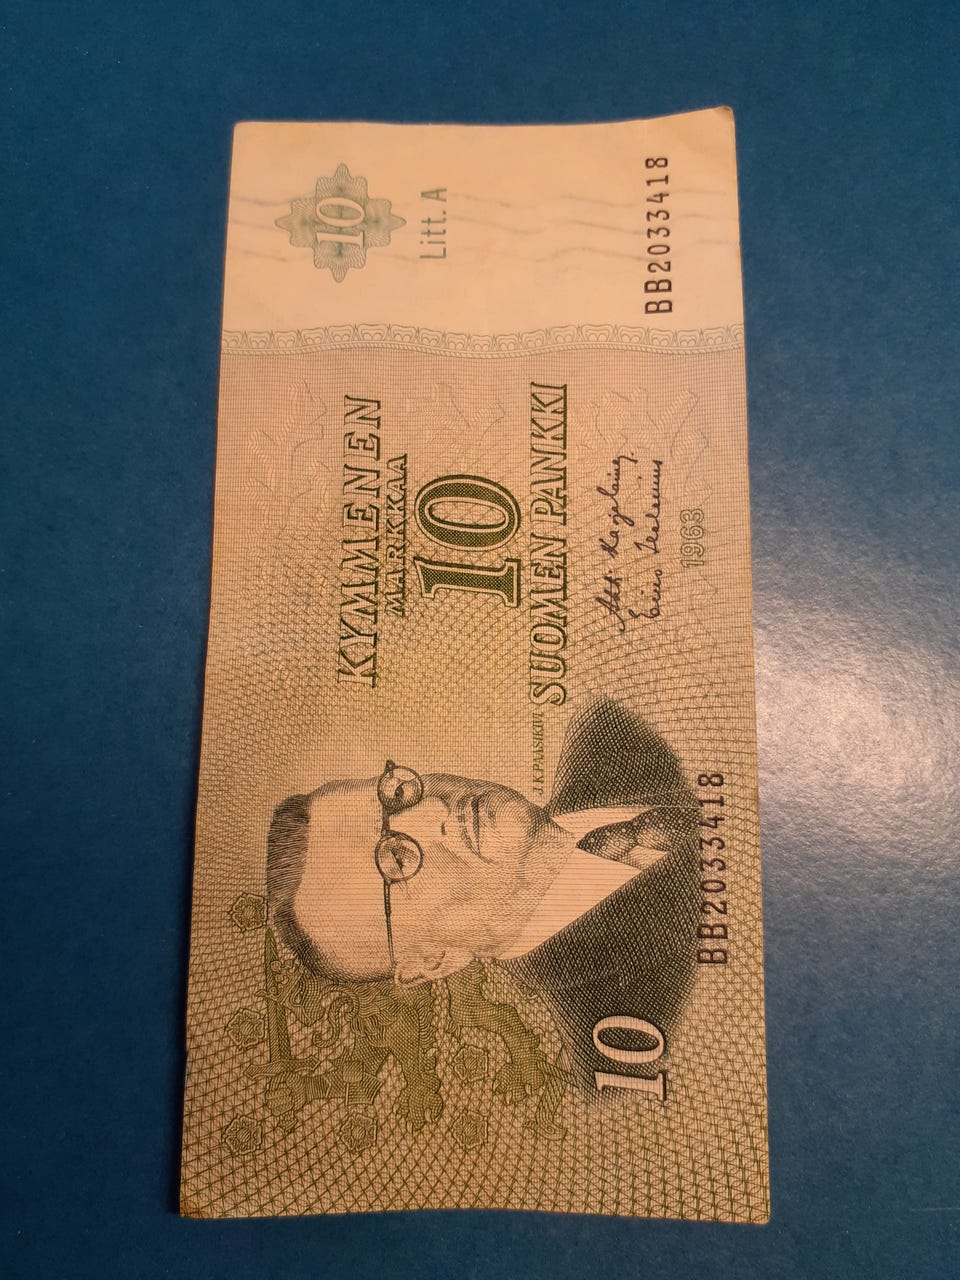 10
Litt. A
BB2033418
KYMMENEN
MARKKAA
10
SUOMEN PANKKI
1963
J.K.PAASIKIVI
BB2033418
10